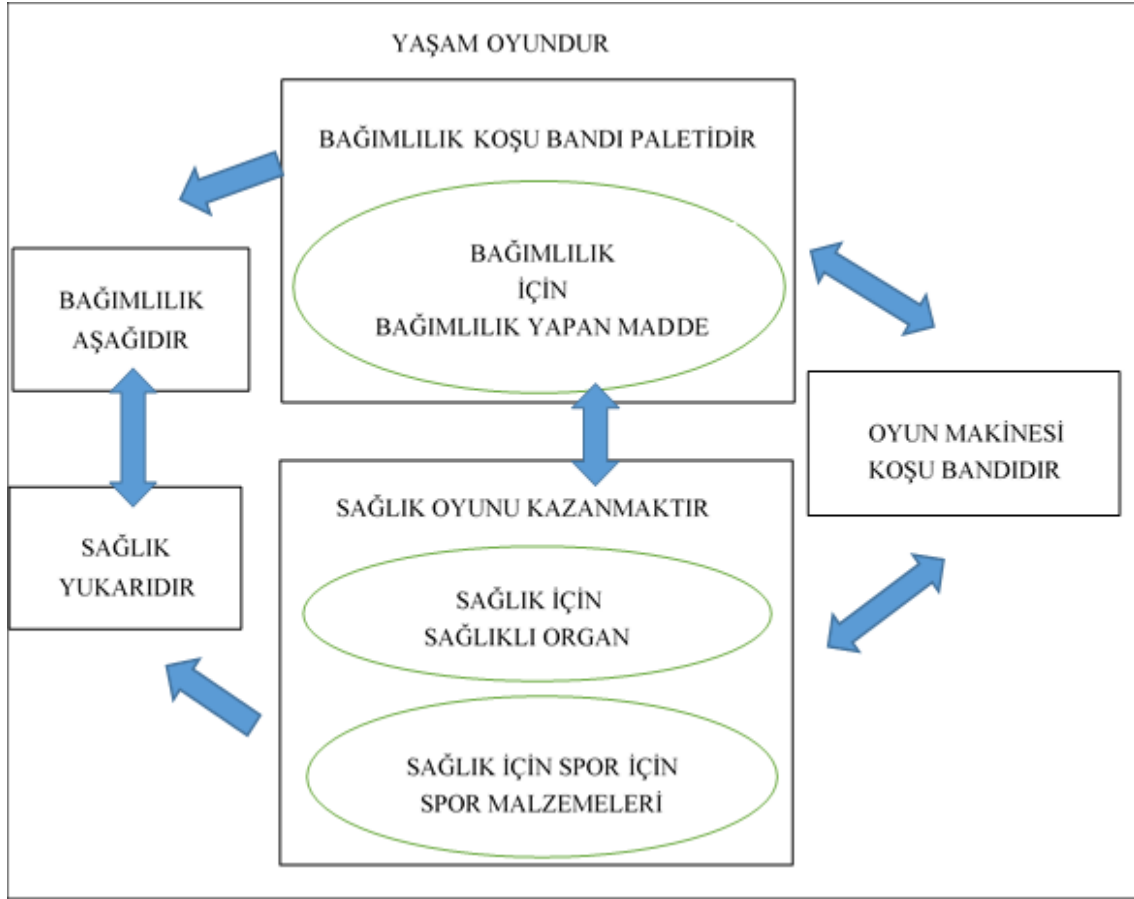 YAŞAM OYUNDUR
BAĞIMLILIK KOŞU BANDI PALETİDİR
BAĞIMLILIK
İÇİN
BAĞIMLILIK YAPAN MADDE
BAĞIMLILIK
AŞAĞIDIR
OYUN MAKİNESİ
KOŞU BANDIDIR
SAĞLIK
YUKARIDIR
SAĞLIK OYUNU KAZANMAKTIR
SAĞLIK İÇİN
SAĞLIKLI ORGAN
SAĞLIK İÇİN SPOR İÇİN
SPOR MALZEMELERİ